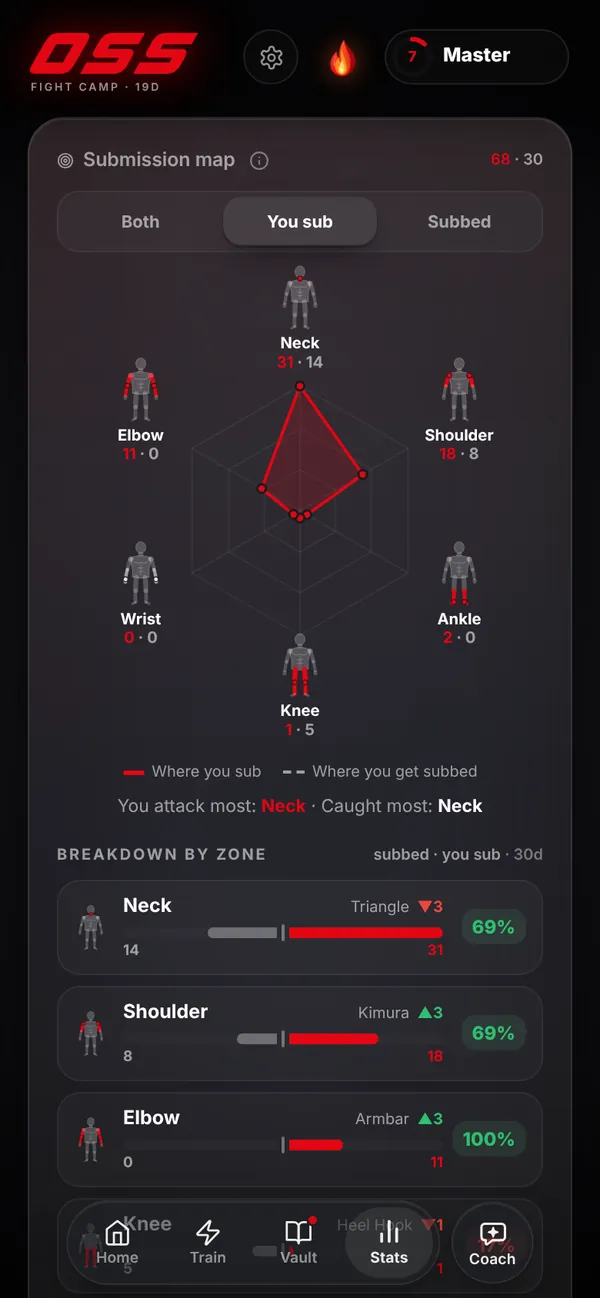 OSS
FIGHT CAMP · 19D
7 Master
Submission map
68 · 30
Both You sub Subbed
Neck
31 · 14
Elbow
11 · 0
Shoulder
18 · 8
Wrist
0 · 0
Ankle
2 · 0
Knee
1 · 5
Where you sub Where you get subbed
You attack most: Neck · Caught most: Neck
BREAKDOWN BY ZONE subbed · you sub · 30d
Neck Triangle ▼3
69%
14 31
Shoulder Kimura ▲3
69%
8 18
Elbow Armbar ▲3
100%
0 11
Knee Heel Hook ▼1
17%
5 1
Home Train Vault Stats Coach